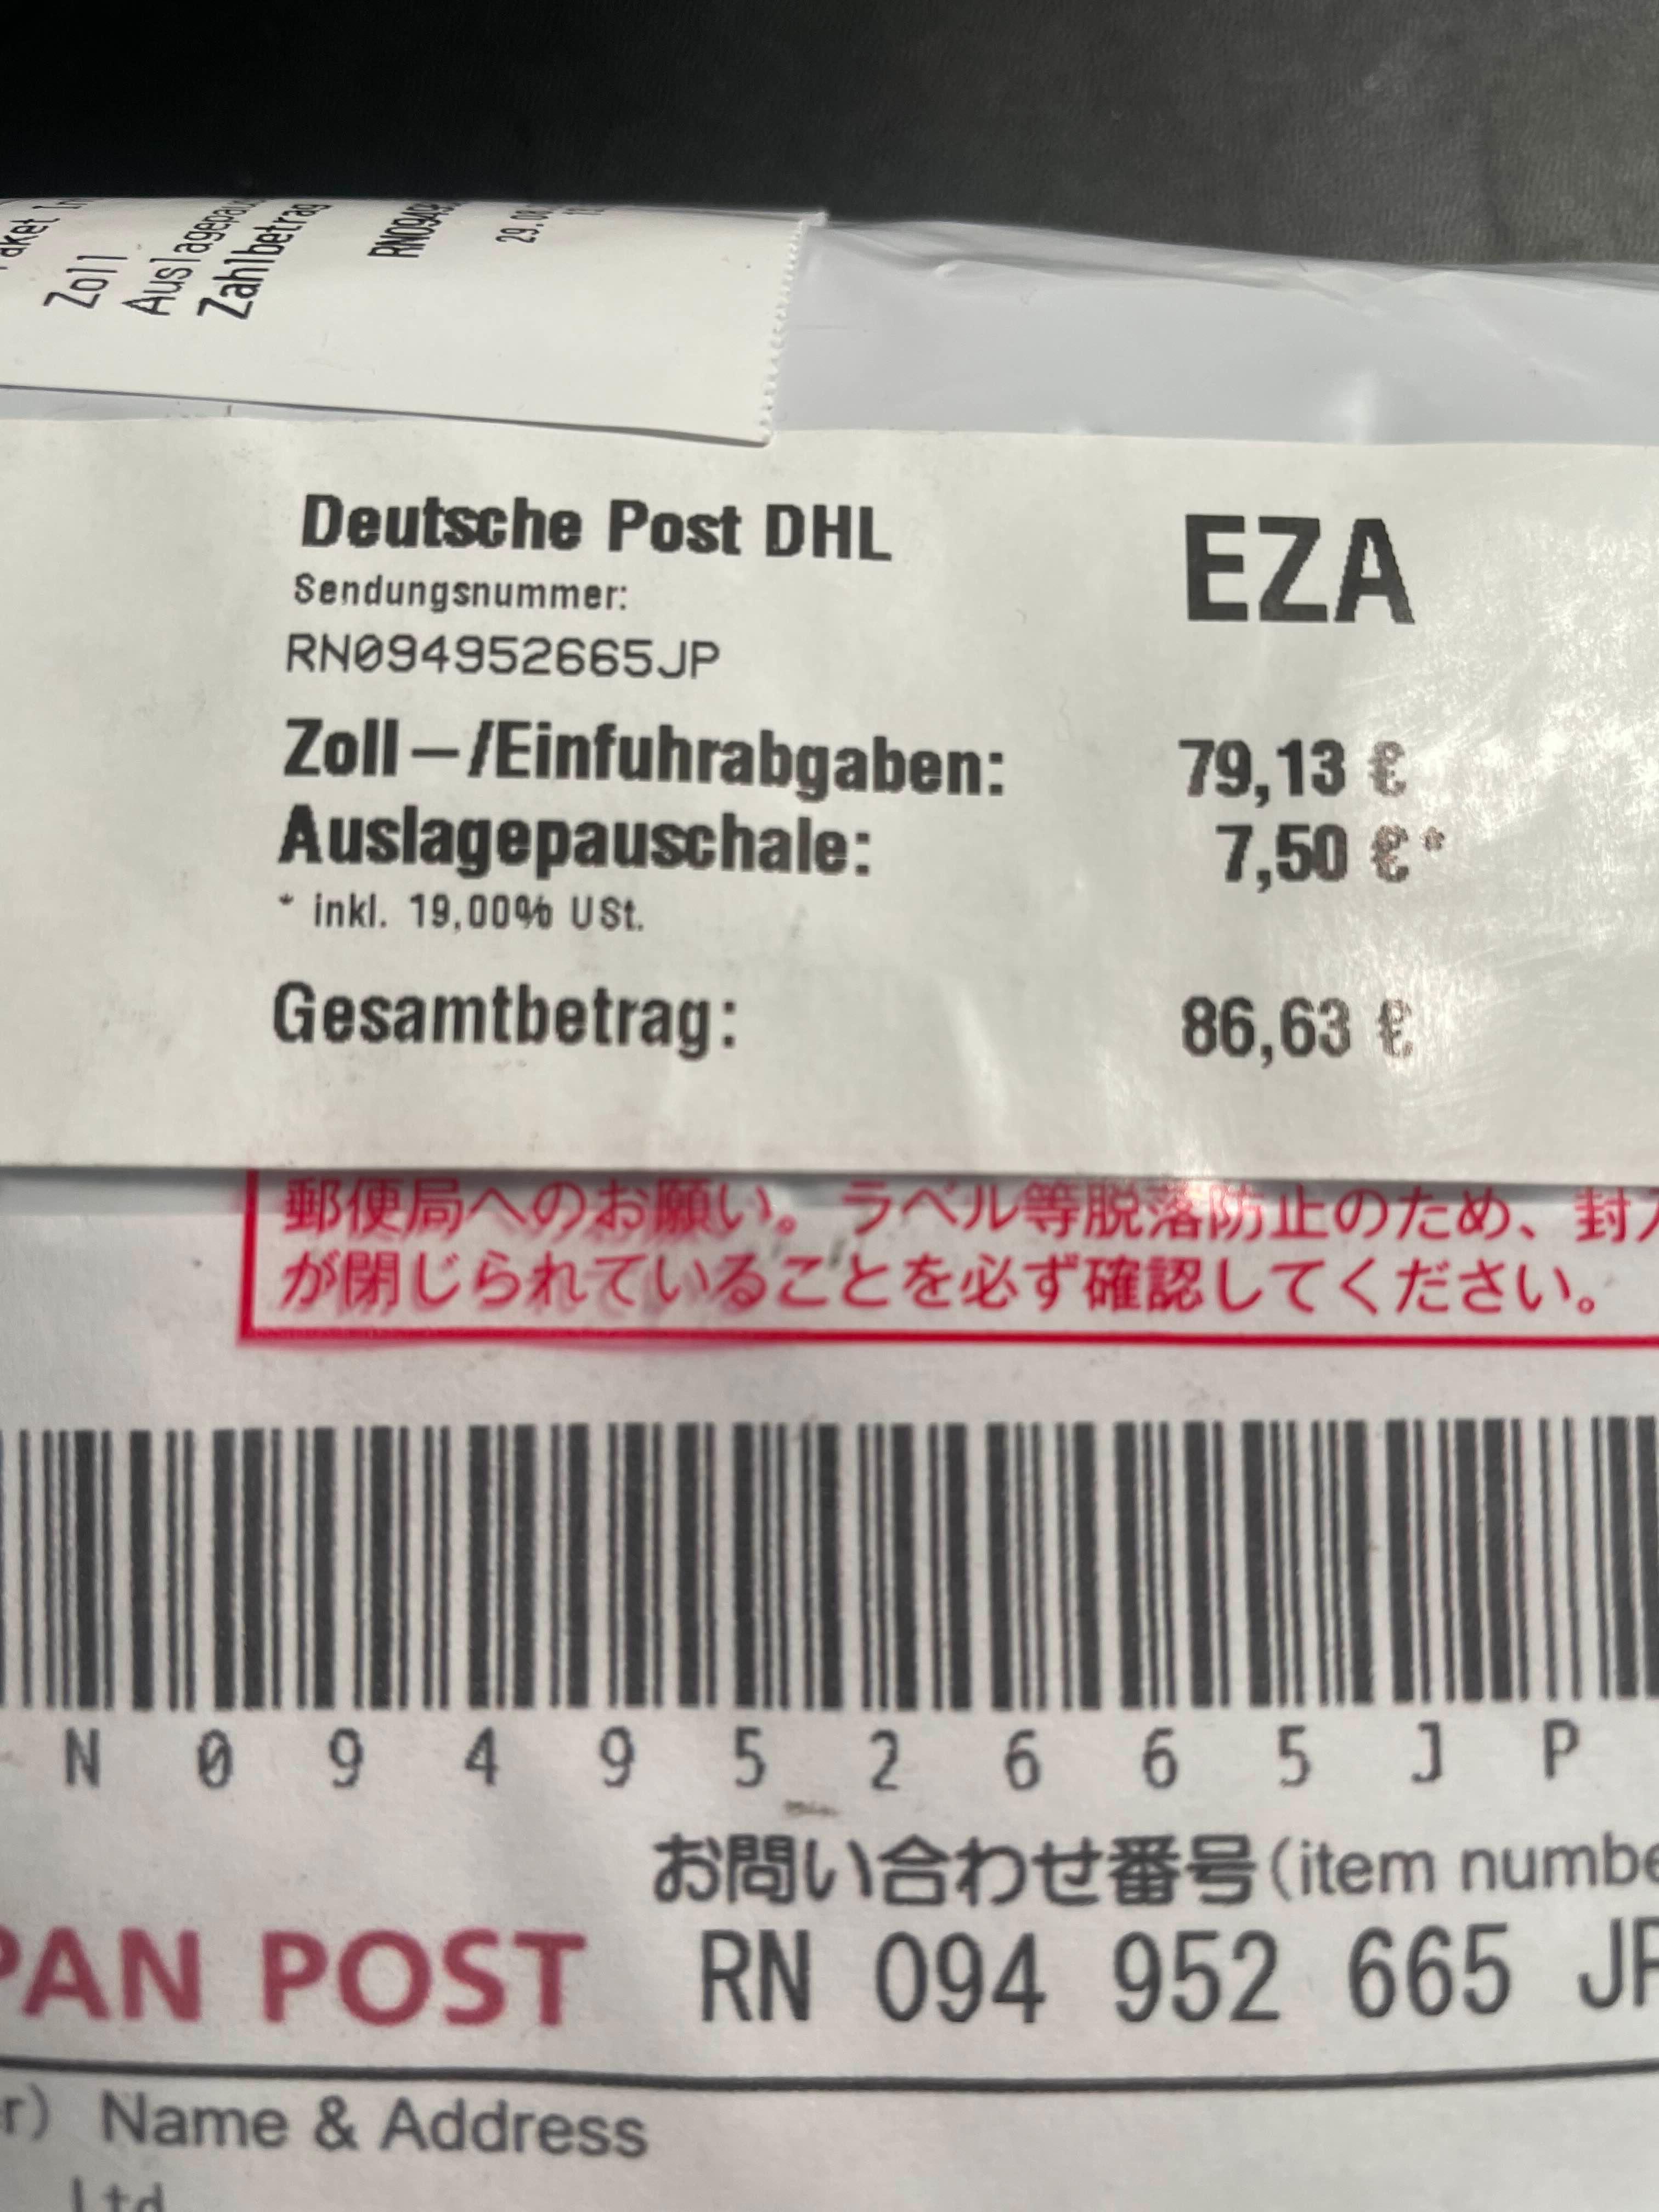 Zoll
Zahlbetrag
Deutsche Post DHL
EZA
Sendungsnummer:
RN094952665JP
Zoll-/Einfuhrabgaben: 79,13 €
Auslagepauschale: 7,50 €*
* inkl. 19,00% USt.
Gesamtbetrag: 86,63 €
郵便局へのお願い。ラベル等脱落防止のため、封入
が閉じられていることを必ず確認してください。
N 0 9 4 9 5 2 6 6 5 J P
お問い合わせ番号(item numbe
PAN POST RN 094 952 665 JP
r) Name & Address
Ltd